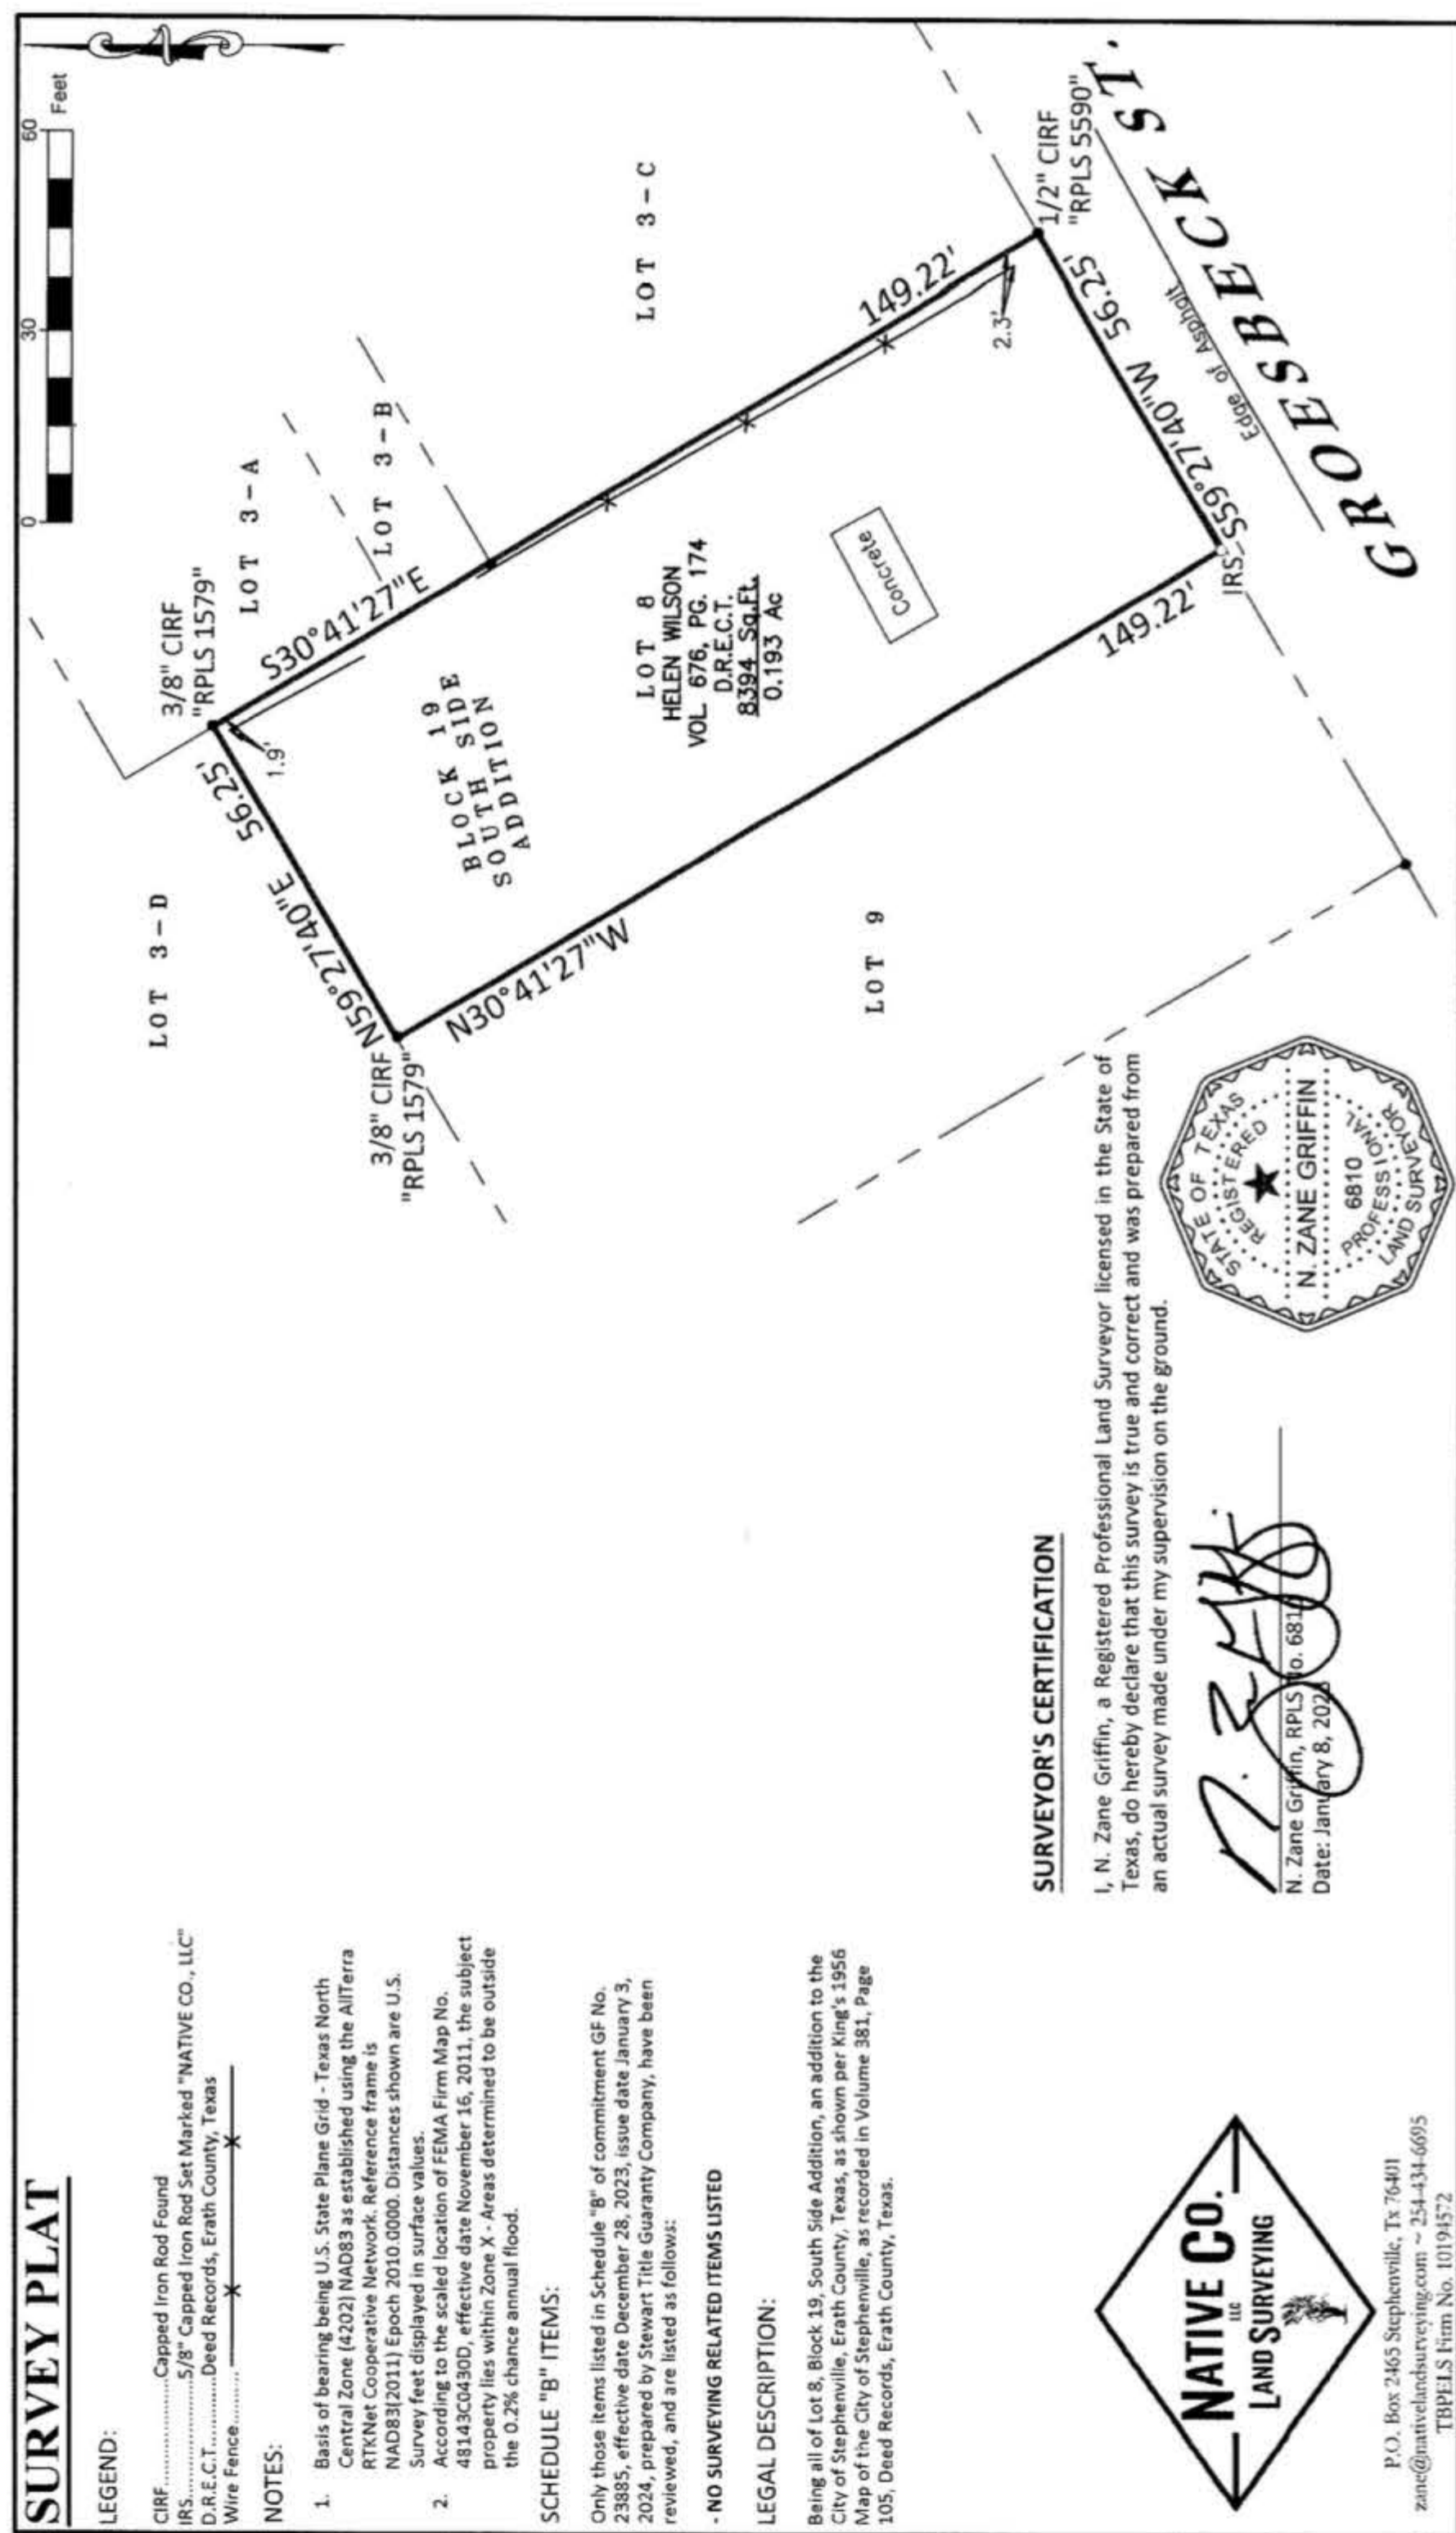 SURVEY PLAT
LEGEND:
CIRF................Capped Iron Rod Found
IRS...................5/8" Capped Iron Rod Set Marked "NATIVE CO., LLC"
D.R.E.C.T............Deed Records, Erath County, Texas
Wire Fence..........
NOTES:
1. Basis of bearing being U.S. State Plane Grid - Texas North
Central Zone (4202) NAD83 as established using the AllTerra
RTKNet Cooperative Network. Reference frame is
NAD83(2011) Epoch 2010.0000. Distances shown are U.S.
Survey feet displayed in surface values.
2. According to the scaled location of FEMA Firm Map No.
48143C0430D, effective date November 16, 2011, the subject
property lies within Zone X - Areas determined to be outside
the 0.2% chance annual flood.
SCHEDULE "B" ITEMS:
Only those items listed in Schedule "B" of commitment GF No.
23885, effective date December 28, 2023, issue date January 3,
2024, prepared by Stewart Title Guaranty Company, have been
reviewed, and are listed as follows:
- NO SURVEYING RELATED ITEMS LISTED
LEGAL DESCRIPTION:
Being all of Lot 8, Block 19, South Side Addition, an addition to the
City of Stephenville, Erath County, Texas, as shown per King's 1956
Map of the City of Stephenville, as recorded in Volume 381, Page
105, Deed Records, Erath County, Texas.
NATIVE CO.
LLC
LAND SURVEYING
P.O. Box 2465 Stephenville, Tx 76401
zane@nativelandsurveying.com ~ 254-434-6695
TBPELS Firm No. 10194572
SURVEYOR'S CERTIFICATION
I, N. Zane Griffin, a Registered Professional Land Surveyor licensed in the State of
Texas, do hereby declare that this survey is true and correct and was prepared from
an actual survey made under my supervision on the ground.
N. Zane Griffin, RPLS No. 6810
Date: January 8,
STATE OF TEXAS
REGISTERED
N. ZANE GRIFFIN
6810
PROFESSIONAL
LAND SURVEYOR
0 30 60 Feet
N
LOT 3-D
3/8" CIRF
"RPLS 1579"
LOT 3-A
LOT 3-B
LOT 3-C
3/8" CIRF
"RPLS 1579"
N59°27'40"E 56.25'
1.9'
S30°41'27"E
149.22'
2.3'
BLOCK 19
SOUTH SIDE
ADDITION
LOT 8
HELEN WILSON
VOL 676, PG. 174
D.R.E.C.T.
8394 Sq.Ft.
0.193 Ac
Concrete
N30°41'27"W
149.22'
LOT 9
IRS
S59°27'40"W 56.25'
1/2" CIRF
"RPLS 5590"
Edge of Asphalt
GROESBECK ST.